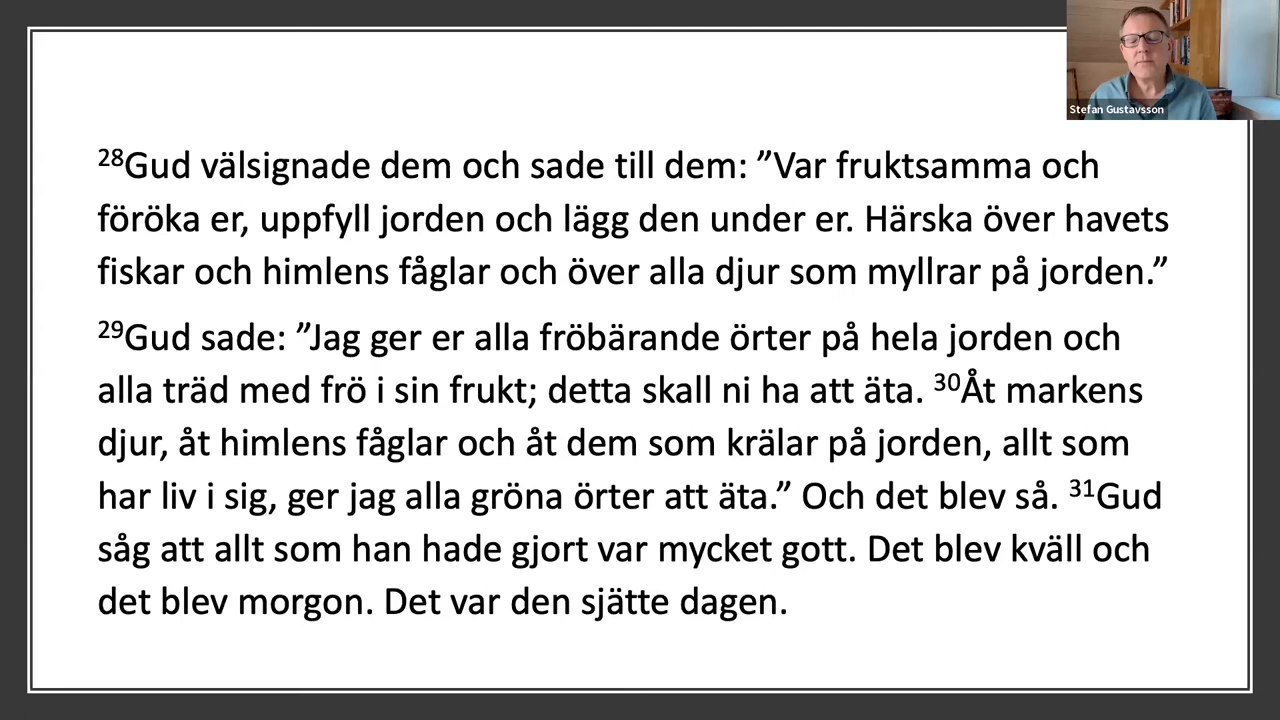 Stefan Gustavsson
²⁸Gud välsignade dem och sade till dem: ”Var fruktsamma och
föröka er, uppfyll jorden och lägg den under er. Härska över havets
fiskar och himlens fåglar och över alla djur som myllrar på jorden.”
²⁹Gud sade: ”Jag ger er alla fröbärande örter på hela jorden och
alla träd med frö i sin frukt; detta skall ni ha att äta. ³⁰Åt markens
djur, åt himlens fåglar och åt dem som krälar på jorden, allt som
har liv i sig, ger jag alla gröna örter att äta.” Och det blev så. ³¹Gud
såg att allt som han hade gjort var mycket gott. Det blev kväll och
det blev morgon. Det var den sjätte dagen.